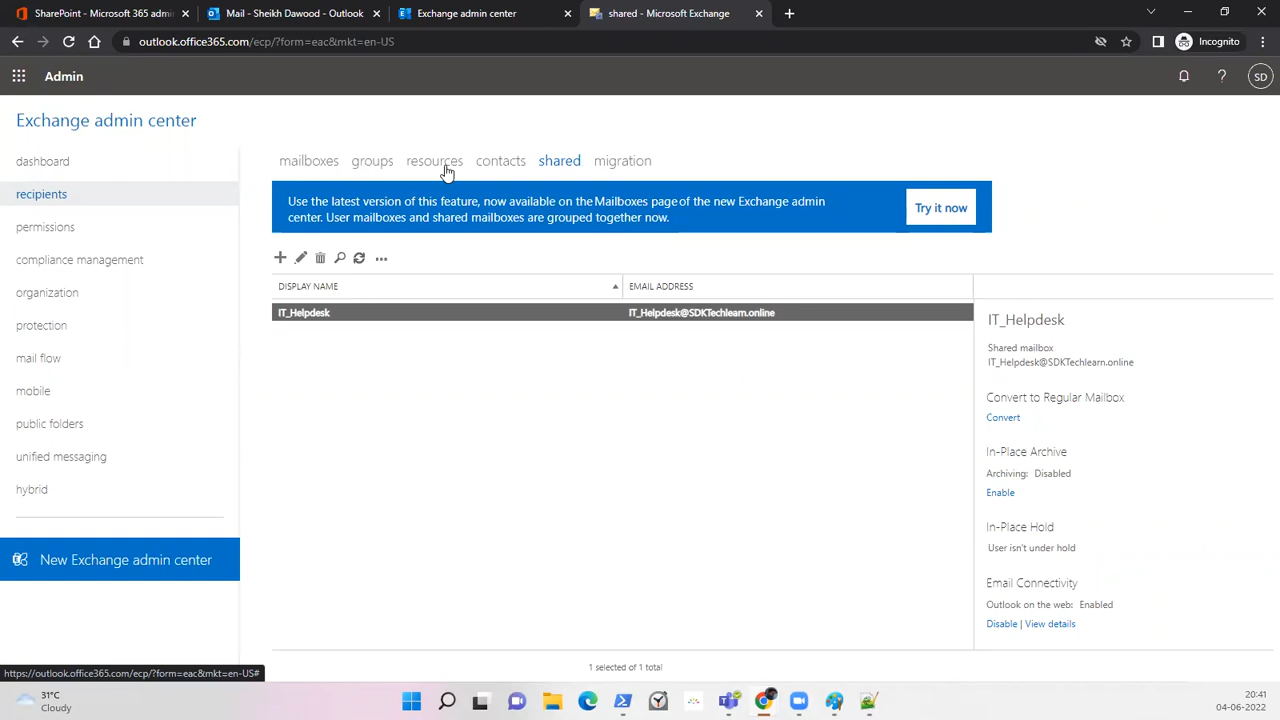 SharePoint - Microsoft 365 admi
Mail - Sheikh Dawood - Outlook
Exchange admin center
shared - Microsoft Exchange
outlook.office365.com/ecp/?form=eac&mkt=en-US
Incognito
Admin
SD
Exchange admin center
dashboard
recipients
permissions
compliance management
organization
protection
mail flow
mobile
public folders
unified messaging
hybrid
New Exchange admin center
mailboxes groups resources contacts shared migration
Use the latest version of this feature, now available on the Mailboxes page of the new Exchange admin
center. User mailboxes and shared mailboxes are grouped together now.
Try it now
DISPLAY NAME
EMAIL ADDRESS
IT_Helpdesk
IT_Helpdesk@SDKTechlearn.online
IT_Helpdesk
Shared mailbox
IT_Helpdesk@SDKTechlearn.online
Convert to Regular Mailbox
Convert
In-Place Archive
Archiving: Disabled
Enable
In-Place Hold
User isn't under hold
Email Connectivity
Outlook on the web: Enabled
Disable | View details
1 selected of 1 total
https://outlook.office365.com/ecp/?form=eac&mkt=en-US#
31°C
Cloudy
20:41
04-06-2022